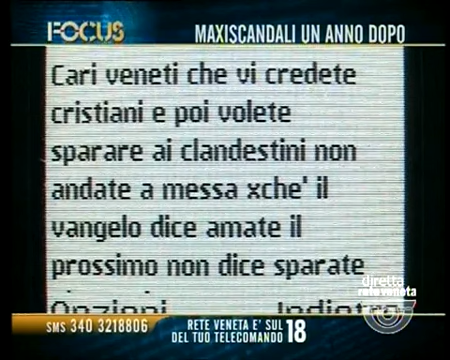 FOCUS
MAXISCANDALI UN ANNO DOPO
Cari veneti che vi credete
cristiani e poi volete
sparare ai clandestini non
andate a messa xche' il
vangelo dice amate il
prossimo non dice sparate
Opzioni Indietro
diretta
rete veneta
SMS 340 3218806
RETE VENETA E' SUL
DEL TUO TELECOMANDO 18